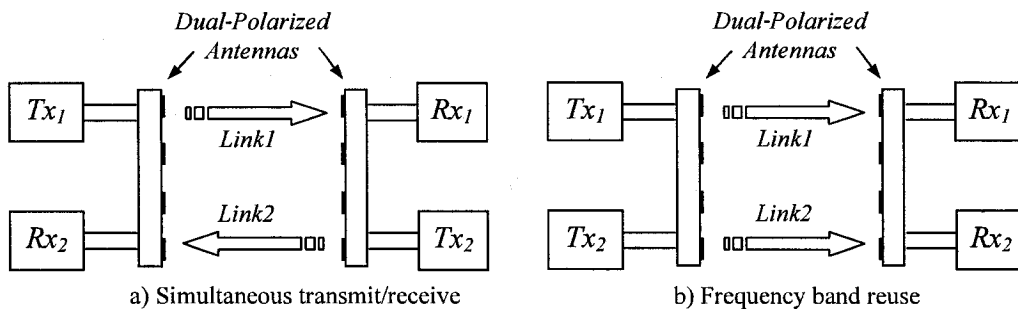 Dual-Polarized
Antennas
Tx1
Link1
Rx1
Rx2
Link2
Tx2
a) Simultaneous transmit/receive
Dual-Polarized
Antennas
Tx1
Link1
Rx1
Tx2
Link2
Rx2
b) Frequency band reuse